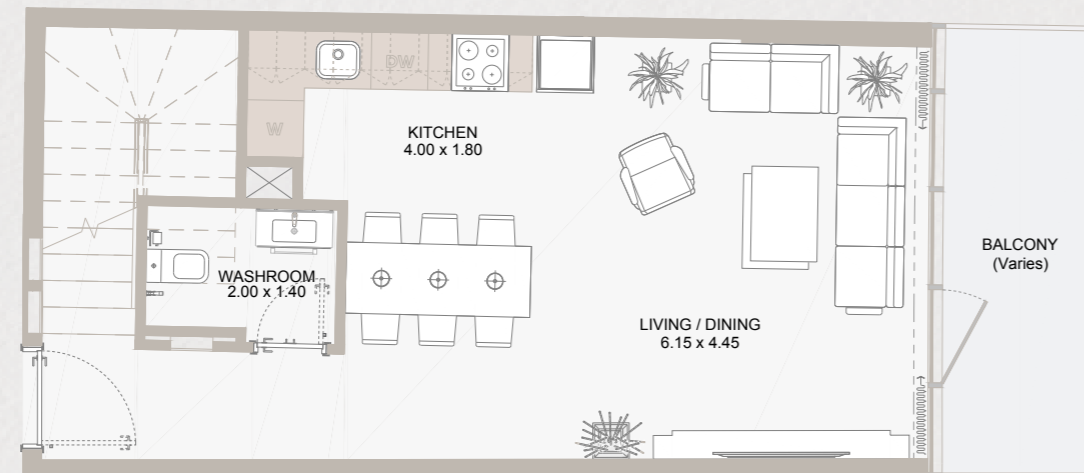 DW
W
KITCHEN
4.00 x 1.80
WASHROOM
2.00 x 1.40
LIVING / DINING
6.15 x 4.45
BALCONY
(Varies)